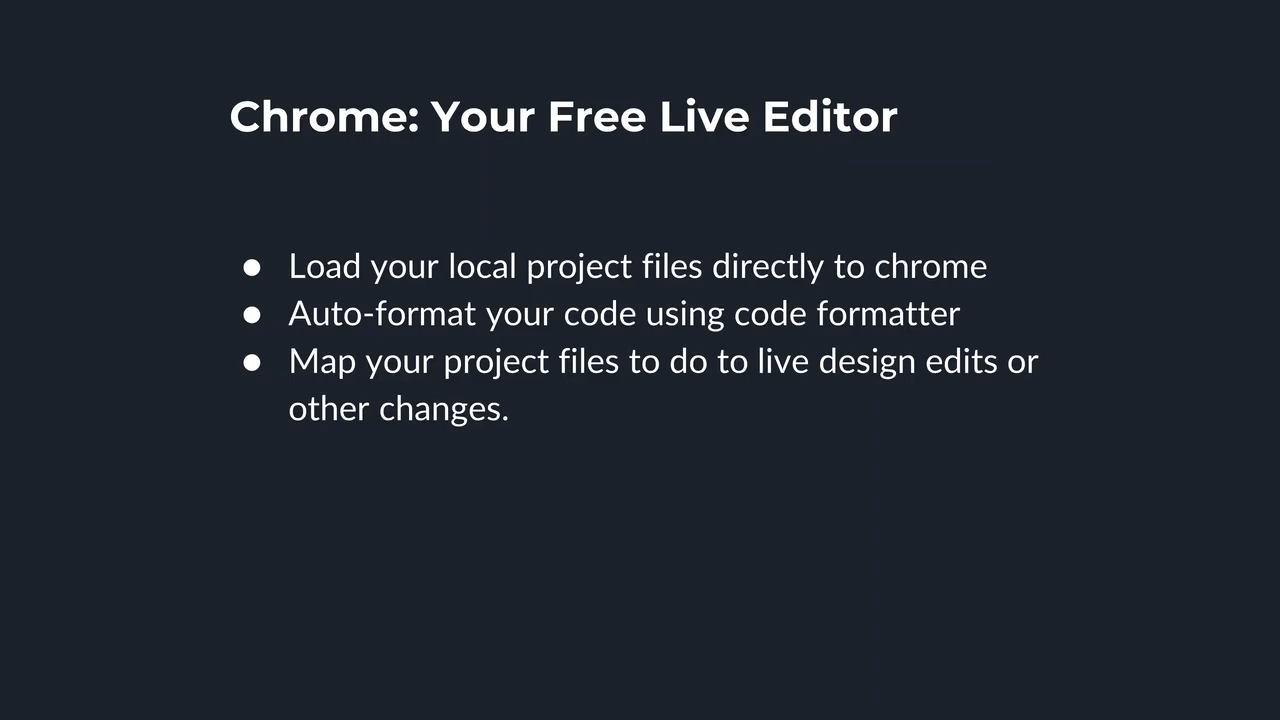 Chrome: Your Free Live Editor
● Load your local project files directly to chrome
● Auto-format your code using code formatter
● Map your project files to do to live design edits or
other changes.